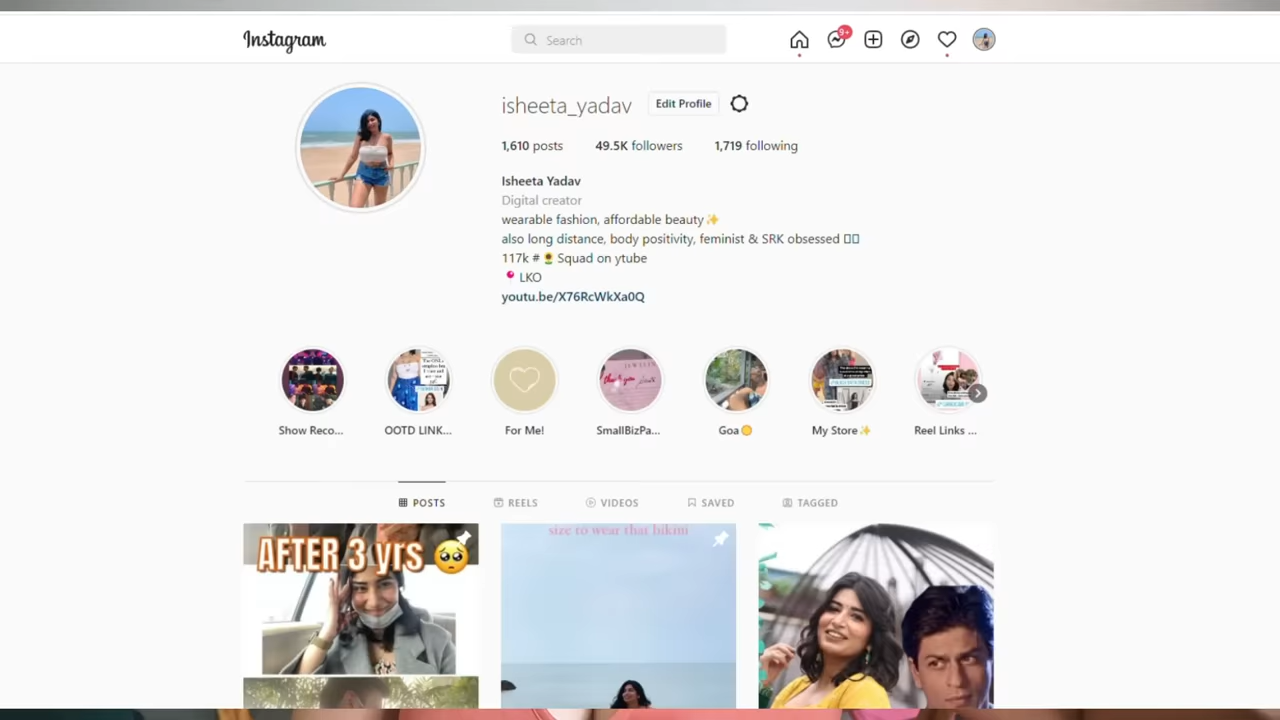 Instagram
Search
9+
isheeta_yadav Edit Profile
1,610 posts 49.5K followers 1,719 following
Isheeta Yadav
Digital creator
wearable fashion, affordable beauty✨
also long distance, body positivity, feminist & SRK obsessed
117k #🌻Squad on ytube
📍LKO
youtu.be/X76RcWkXa0Q
Show Reco... OOTD LINK... For Me! SmallBizPa... Goa🟡 My Store✨ Reel Links ...
POSTS REELS VIDEOS SAVED TAGGED
AFTER 3 yrs 🥺
size to wear that bikini